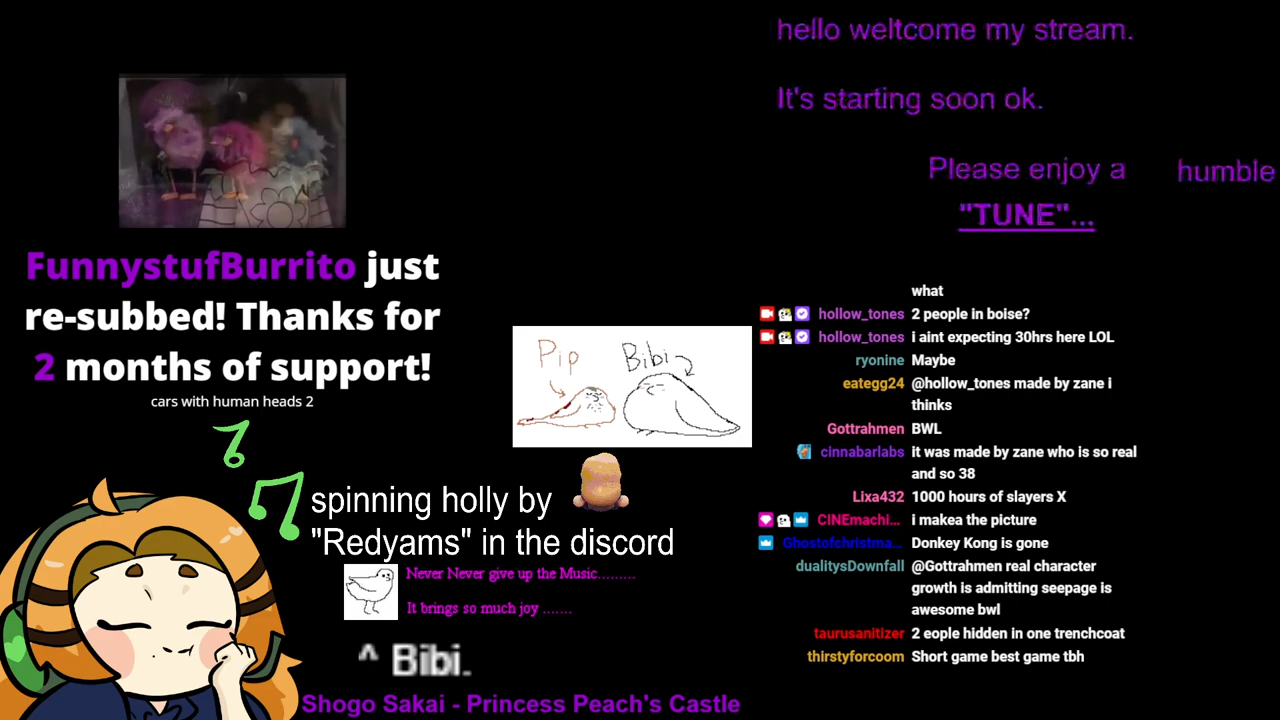 hello weltcome my stream.
It's starting soon ok.
Please enjoy a humble
"TUNE"...
FunnystufBurrito just
re-subbed! Thanks for
2 months of support!
cars with human heads 2
Pip
Bibi
spinning holly by
"Redyams" in the discord
Never Never give up the Music.........
It brings so much joy .......
^ Bibi.
Shogo Sakai - Princess Peach's Castle
what
hollow_tones 2 people in boise?
hollow_tones i aint expecting 30hrs here LOL
ryonine Maybe
eategg24 @hollow_tones made by zane i
thinks
Gottrahmen BWL
cinnabarlabs it was made by zane who is so real
and so 38
Lixa432 1000 hours of slayers X
CINEmachi... i makea the picture
Ghostofchristma... Donkey Kong is gone
dualitysDownfall @Gottrahmen real character
growth is admitting seepage is
awesome bwl
taurusanitizer 2 eople hidden in one trenchcoat
thirstyforcoom Short game best game tbh